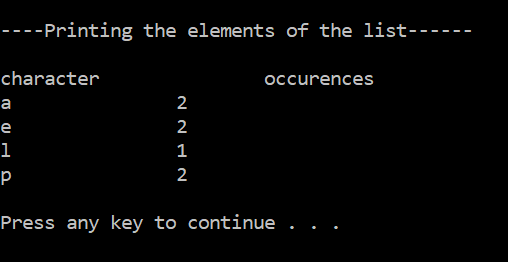 ----Printing the elements of the list------
character occurences
a 2
e 2
l 1
p 2
Press any key to continue . . .